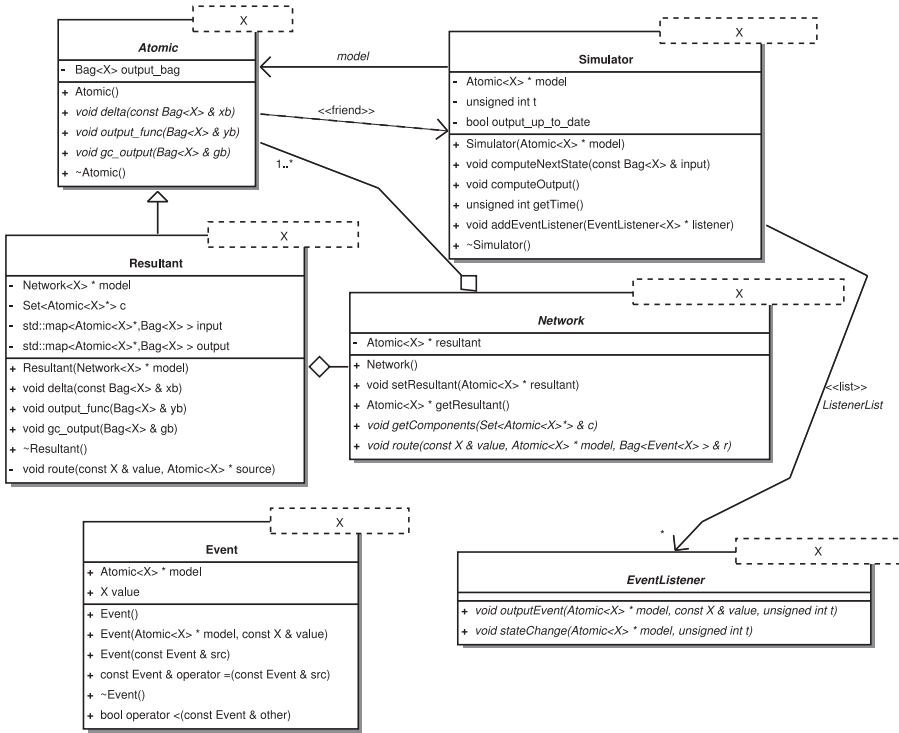 X
Atomic
- Bag<X> output_bag
+ Atomic()
+ void delta(const Bag<X> & xb)
+ void output_func(Bag<X> & yb)
+ void gc_output(Bag<X> & gb)
+ ~Atomic()
model
<<friend>>
1..*
X
Simulator
- Atomic<X> * model
- unsigned int t
- bool output_up_to_date
+ Simulator(Atomic<X> * model)
+ void computeNextState(const Bag<X> & input)
+ void computeOutput()
+ unsigned int getTime()
+ void addEventListener(EventListener<X> * listener)
+ ~Simulator()
X
Resultant
- Network<X> * model
- Set<Atomic<X>*> c
- std::map<Atomic<X>*,Bag<X> > input
- std::map<Atomic<X>*,Bag<X> > output
+ Resultant(Network<X> * model)
+ void delta(const Bag<X> & xb)
+ void output_func(Bag<X> & yb)
+ void gc_output(Bag<X> & gb)
+ ~Resultant()
- void route(const X & value, Atomic<X> * source)
X
Network
- Atomic<X> * resultant
+ Network()
+ void setResultant(Atomic<X> * resultant)
+ Atomic<X> * getResultant()
+ void getComponents(Set<Atomic<X>*> & c)
+ void route(const X & value, Atomic<X> * model, Bag<Event<X> > & r)
<<list>>
ListenerList
*
X
Event
+ Atomic<X> * model
+ X value
+ Event()
+ Event(Atomic<X> * model, const X & value)
+ Event(const Event & src)
+ const Event & operator =(const Event & src)
+ ~Event()
+ bool operator <(const Event & other)
X
EventListener
+ void outputEvent(Atomic<X> * model, const X & value, unsigned int t)
+ void stateChange(Atomic<X> * model, unsigned int t)